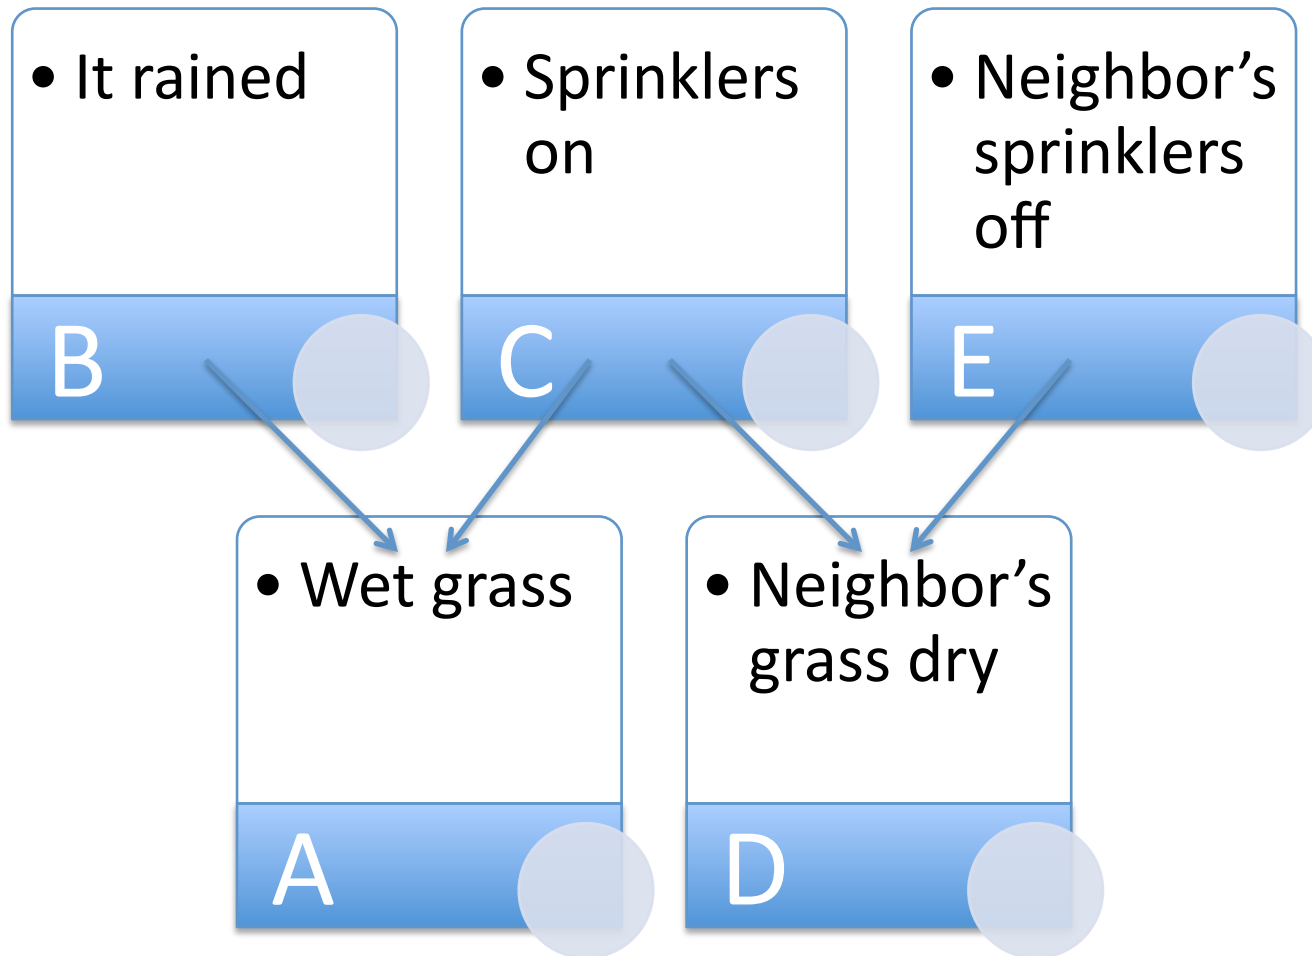 • It rained
B
• Sprinklers
on
C
• Neighbor’s
sprinklers
off
E
• Wet grass
A
• Neighbor’s
grass dry
D